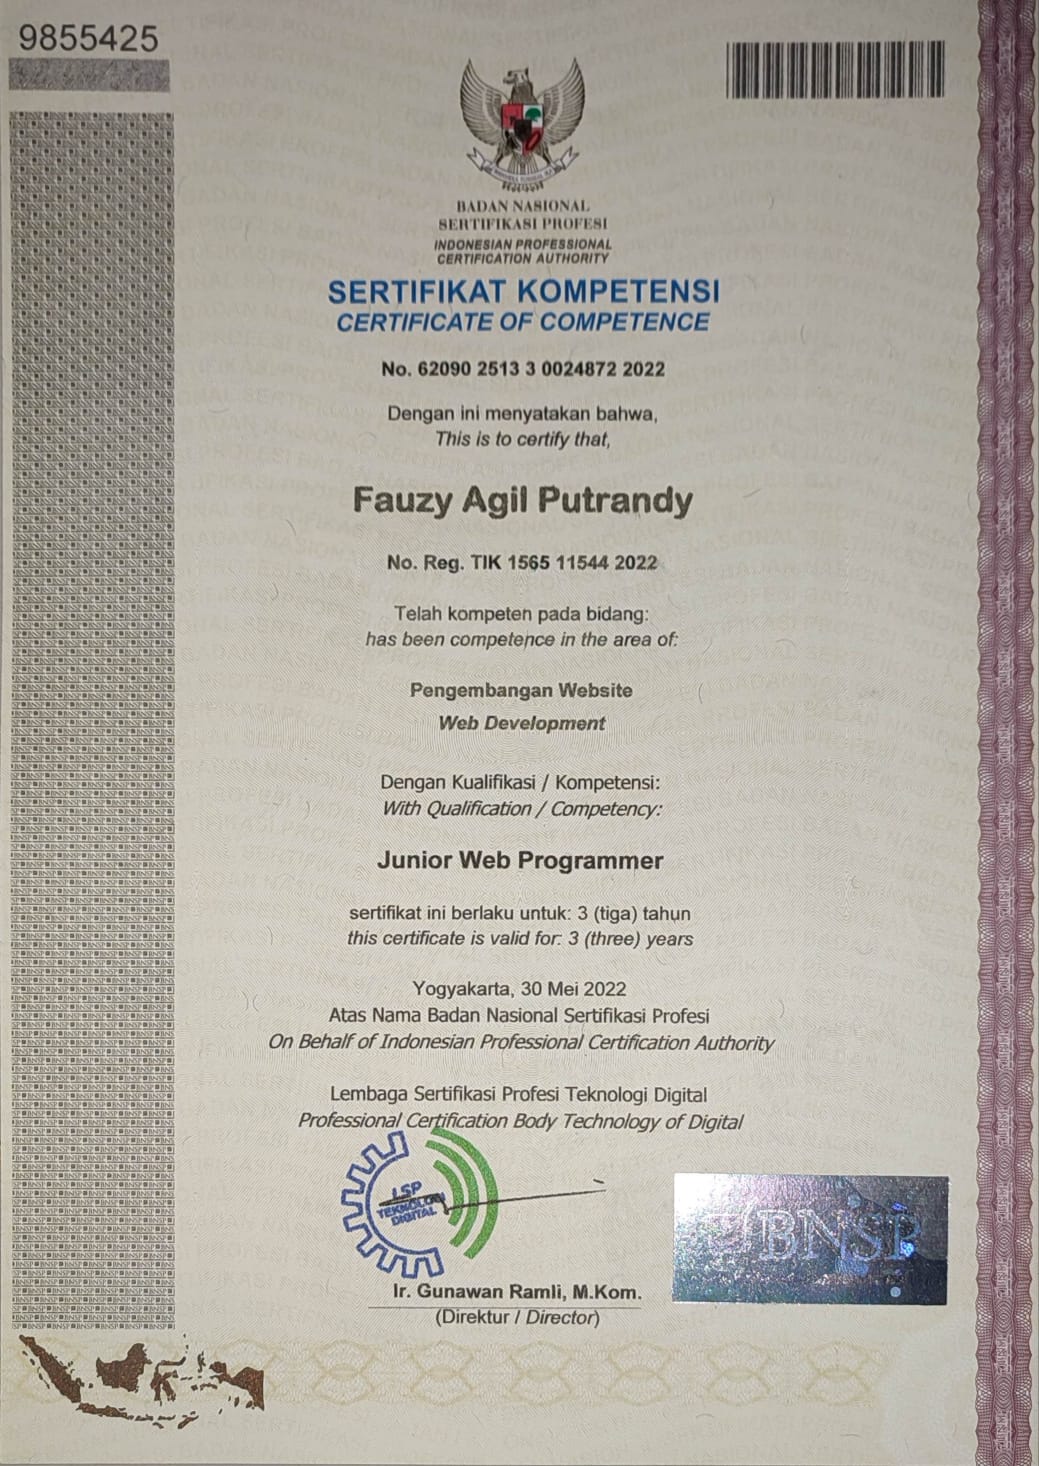 9855425
BADAN NASIONAL
SERTIFIKASI PROFESI
INDONESIAN PROFESSIONAL
CERTIFICATION AUTHORITY
SERTIFIKAT KOMPETENSI
CERTIFICATE OF COMPETENCE
No. 62090 2513 3 0024872 2022
Dengan ini menyatakan bahwa,
This is to certify that,
Fauzy Agil Putrandy
No. Reg. TIK 1565 11544 2022
Telah kompeten pada bidang:
has been competence in the area of:
Pengembangan Website
Web Development
Dengan Kualifikasi / Kompetensi:
With Qualification / Competency:
Junior Web Programmer
sertifikat ini berlaku untuk: 3 (tiga) tahun
this certificate is valid for: 3 (three) years
Yogyakarta, 30 Mei 2022
Atas Nama Badan Nasional Sertifikasi Profesi
On Behalf of Indonesian Professional Certification Authority
Lembaga Sertifikasi Profesi Teknologi Digital
Professional Certification Body Technology of Digital
LSP
TEKNOLOGI
DIGITAL
BNSP
Ir. Gunawan Ramli, M.Kom.
(Direktur / Director)